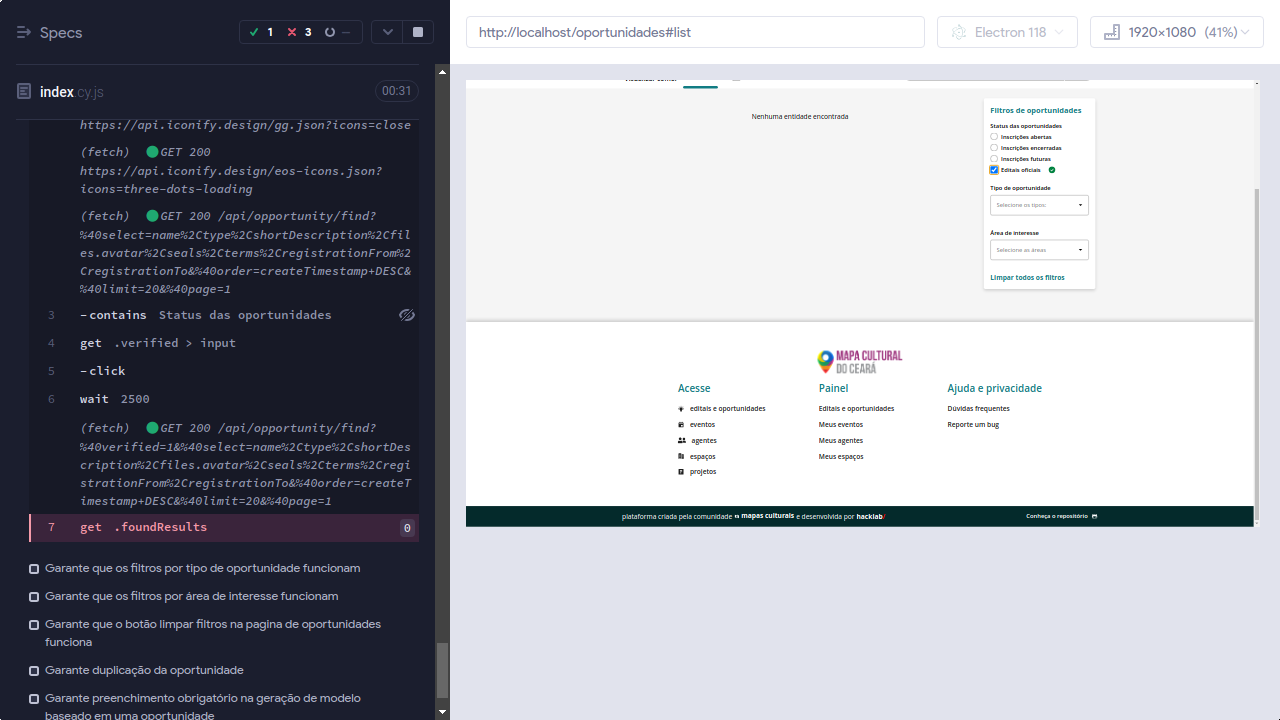 Specs
1
3
--
index.cy.js
00:31
https://api.iconify.design/gg.json?icons=close
(fetch) GET 200
https://api.iconify.design/eos-icons.json?
icons=three-dots-loading
(fetch) GET 200 /api/opportunity/find?
%40select=name%2Ctype%2CshortDescription%2Cfil
es.avatar%2Cseals%2Cterms%2CregistrationFrom%2
CregistrationTo&%40order=createTimestamp+DESC&
%40limit=20&%40page=1
3 -contains Status das oportunidades
4 get .verified > input
5 -click
6 wait 2500
(fetch) GET 200 /api/opportunity/find?
%40verified=1&%40select=name%2Ctype%2CshortDes
cription%2Cfiles.avatar%2Cseals%2Cterms%2Cregi
strationFrom%2CregistrationTo&%40order=createT
imestamp+DESC&%40limit=20&%40page=1
7 get .foundResults 0
Garante que os filtros por tipo de oportunidade funcionam
Garante que os filtros por área de interesse funcionam
Garante que o botão limpar filtros na pagina de oportunidades
funciona
Garante duplicação da oportunidade
Garante preenchimento obrigatório na geração de modelo
baseado em uma oportunidade
http://localhost/oportunidades#list
Electron 118
1920×1080 (41%)
Nenhuma entidade encontrada
Filtros de oportunidades
Status das oportunidades
Inscrições abertas
Inscrições encerradas
Inscrições futuras
Editais oficiais
Tipo de oportunidade
Selecione os tipos:
Área de interesse
Selecione as áreas
Limpar todos os filtros
MAPA CULTURAL
DO CEARÁ
Acesse
editais e oportunidades
eventos
agentes
espaços
projetos
Painel
Editais e oportunidades
Meus eventos
Meus agentes
Meus espaços
Ajuda e privacidade
Dúvidas frequentes
Reporte um bug
plataforma criada pela comunidade mapas culturais e desenvolvida por hacklab/
Conheça o repositório